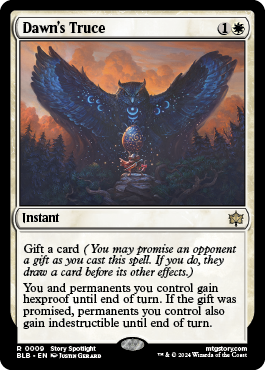 Dawn's Truce 1
Instant
Gift a card ( You may promise an opponent
a gift as you cast this spell. If you do, they
draw a card before its other effects.)
You and permanents you control gain
hexproof until end of turn. If the gift was
promised, permanents you control also
gain indestructible until end of turn.
R 0009 Story Spotlight mtgstory.com
BLB • EN Justin Gerard ™ & © 2024 Wizards of the Coast